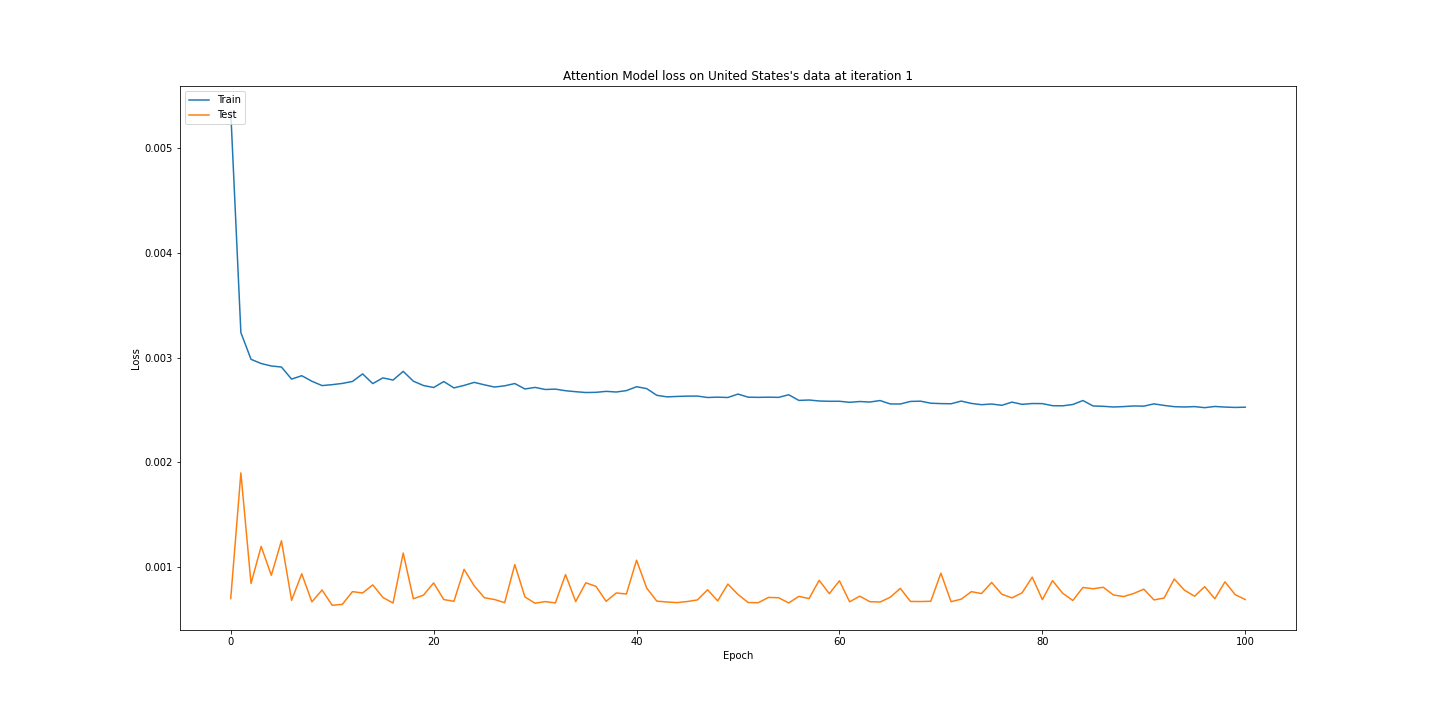 Attention Model loss on United States's data at iteration 1
Train
Test
0.005
0.004
0.003
0.002
0.001
Loss
0
20
40
60
80
100
Epoch